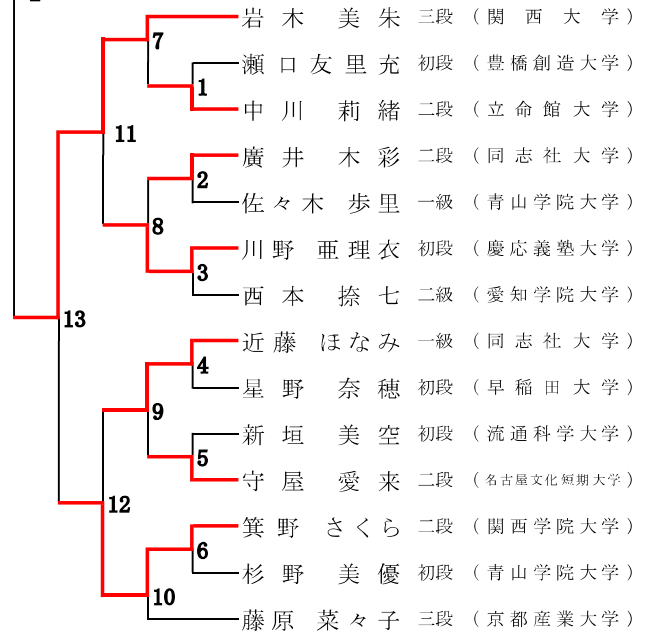 岩木 美朱 三段 (関西大学)
7
瀬口友里充 初段 (豊橋創造大学)
1
中川 莉緒 二段 (立命館大学)
11
廣井 木彩 二段 (同志社大学)
2
佐々木 歩里 一級 (青山学院大学)
8
川野 亜理衣 初段 (慶応義塾大学)
3
西本 捺七 二級 (愛知学院大学)
13
近藤 ほなみ 一級 (同志社大学)
4
星野 奈穂 初段 (早稲田大学)
9
新垣 美空 初段 (流通科学大学)
5
守屋 愛来 二段 (名古屋文化短期大学)
12
箕野 さくら 二段 (関西学院大学)
6
杉野 美優 初段 (青山学院大学)
10
藤原 菜々子 三段 (京都産業大学)